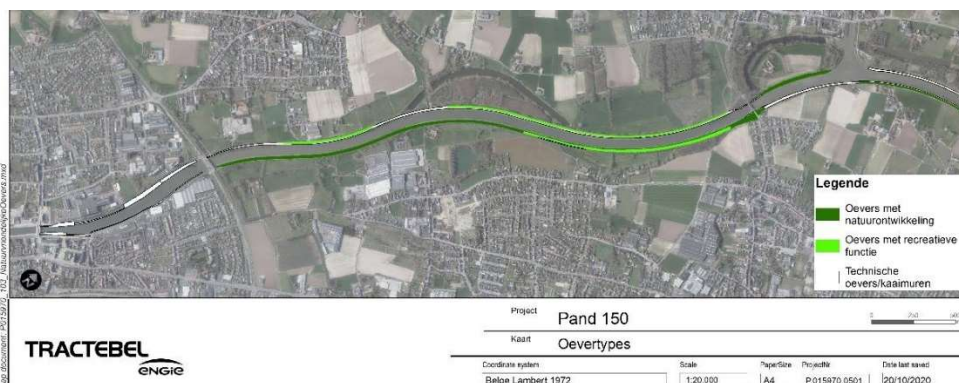 Legende
Oevers met
natuurontwikkeling
Oevers met recreatieve
functie
Technische
oevers/kaaimuren
Project
Pand 150
Kaart
Oevertypes
Coordinate system
Scale
PaperSize
ProjectNr
Date last saved
Belge Lambert 1972
1:20.000
A4
P.015970.0501
20/10/2020
TRACTEBEL
ENGIE
0
250